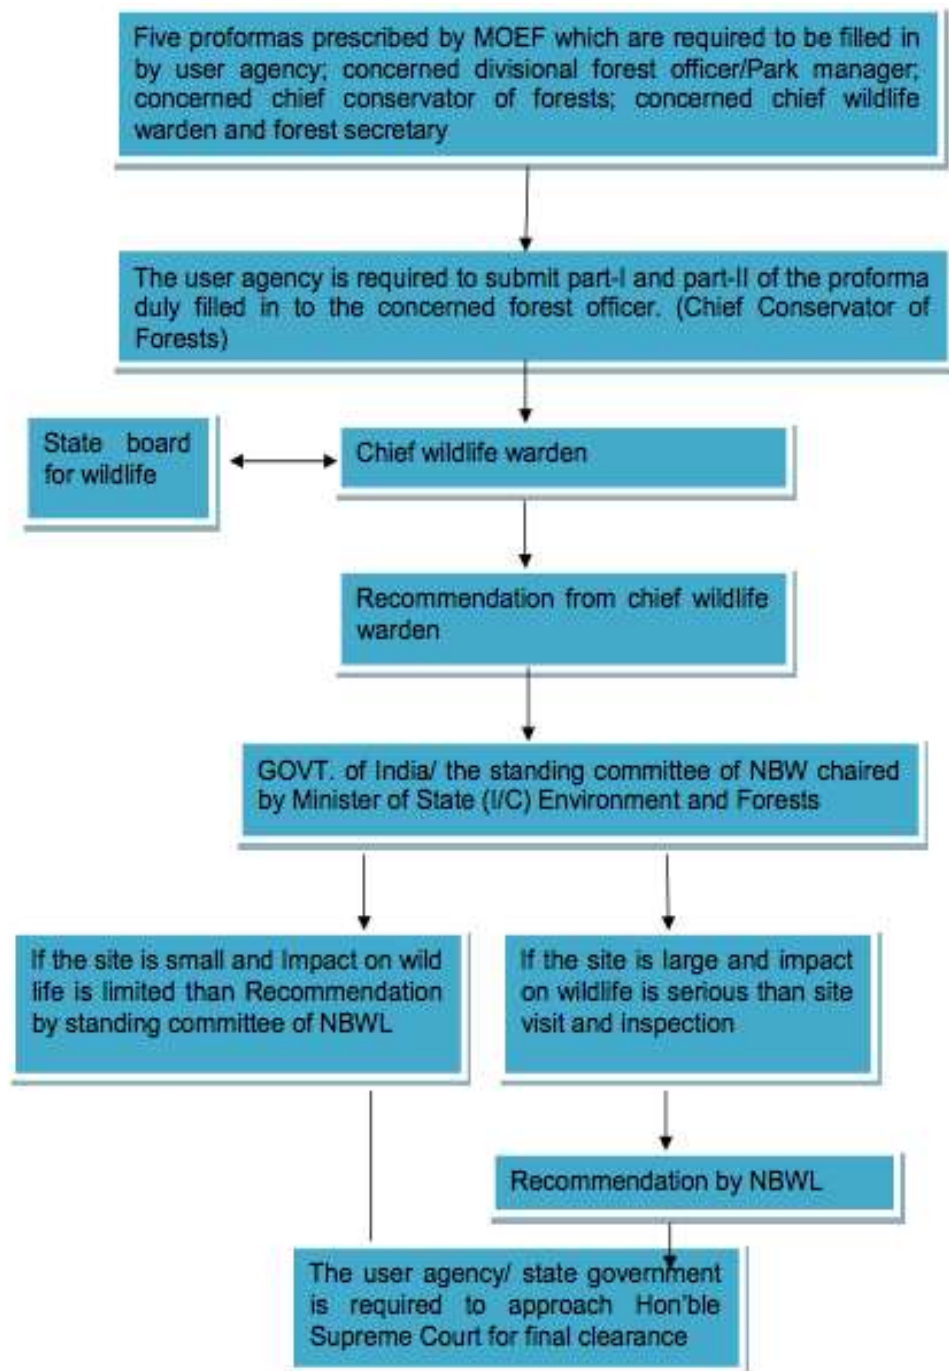 Five proformas prescribed by MOEF which are required to be filled in
by user agency; concerned divisional forest officer/Park manager;
concerned chief conservator of forests; concerned chief wildlife
warden and forest secretary
The user agency is required to submit part-I and part-II of the proforma
duly filled in to the concerned forest officer. (Chief Conservator of
Forests)
State board
for wildlife
Chief wildlife warden
Recommendation from chief wildlife
warden
GOVT. of India/ the standing committee of NBW chaired
by Minister of State (I/C) Environment and Forests
If the site is small and Impact on wild
life is limited than Recommendation
by standing committee of NBWL
If the site is large and impact
on wildlife is serious than site
visit and inspection
Recommendation by NBWL
The user agency/ state government
is required to approach Hon'ble
Supreme Court for final clearance